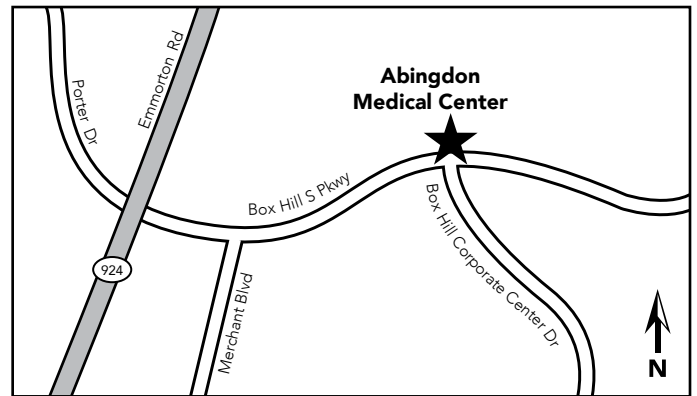 Abingdon
Medical Center
Emmorton Rd
Porter Dr
Box Hill S Pkwy
Box Hill Corporate Center Dr
924
Merchant Blvd
N